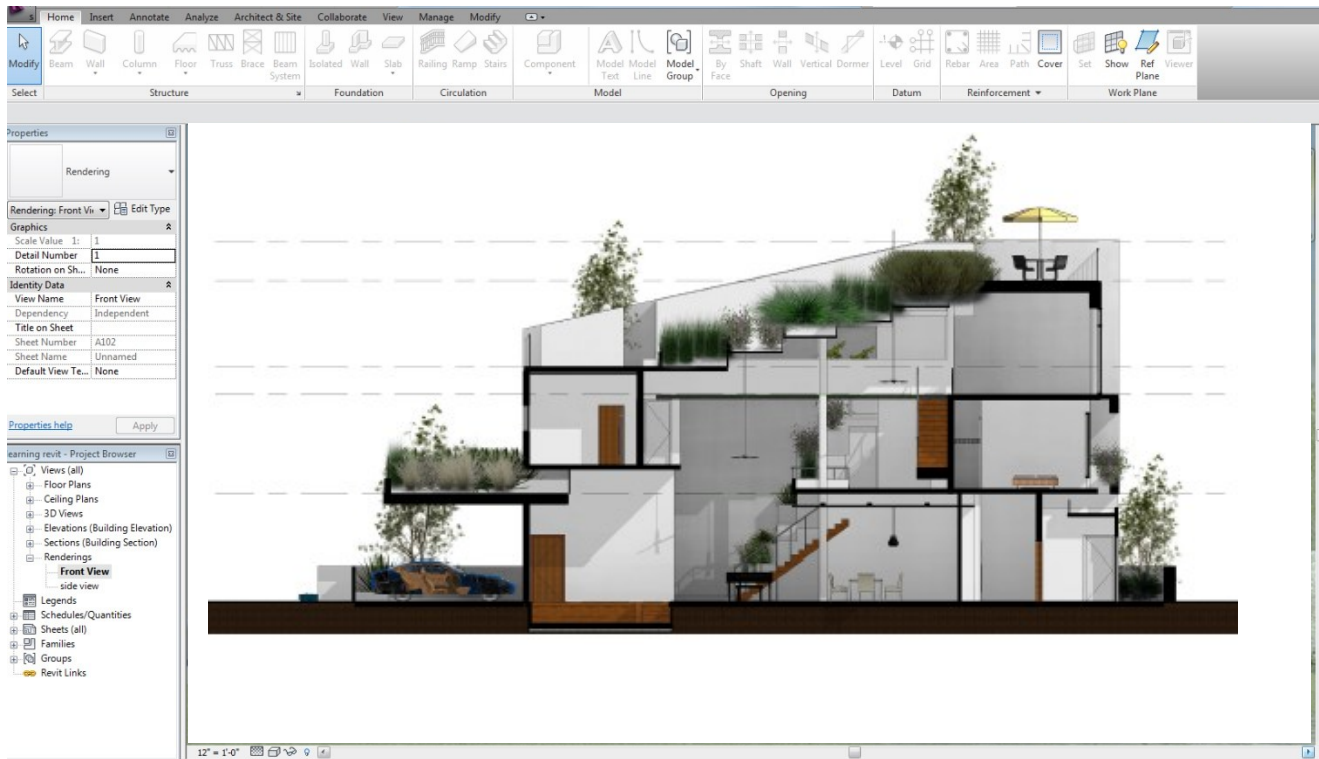 Home Insert Annotate Analyze Architect & Site Collaborate View Manage Modify
Modify Beam Wall Column Floor Truss Brace Beam System Isolated Wall Slab Railing Ramp Stairs Component Model Text Model Line Model Group By Face Shaft Wall Vertical Dormer Level Grid Rebar Area Path Cover Set Show Ref Plane Viewer
Select Structure Foundation Circulation Model Opening Datum Reinforcement Work Plane
Properties
Rendering
Rendering: Front Vi Edit Type
Graphics
Scale Value 1: 1
Detail Number 1
Rotation on Sh... None
Identity Data
View Name Front View
Dependency Independent
Title on Sheet
Sheet Number A102
Sheet Name Unnamed
Default View Te... None
Properties help Apply
earning revit - Project Browser
Views (all)
Floor Plans
Ceiling Plans
3D Views
Elevations (Building Elevation)
Sections (Building Section)
Renderings
Front View
side view
Legends
Schedules/Quantities
Sheets (all)
Families
Groups
Revit Links
12" = 1'-0"